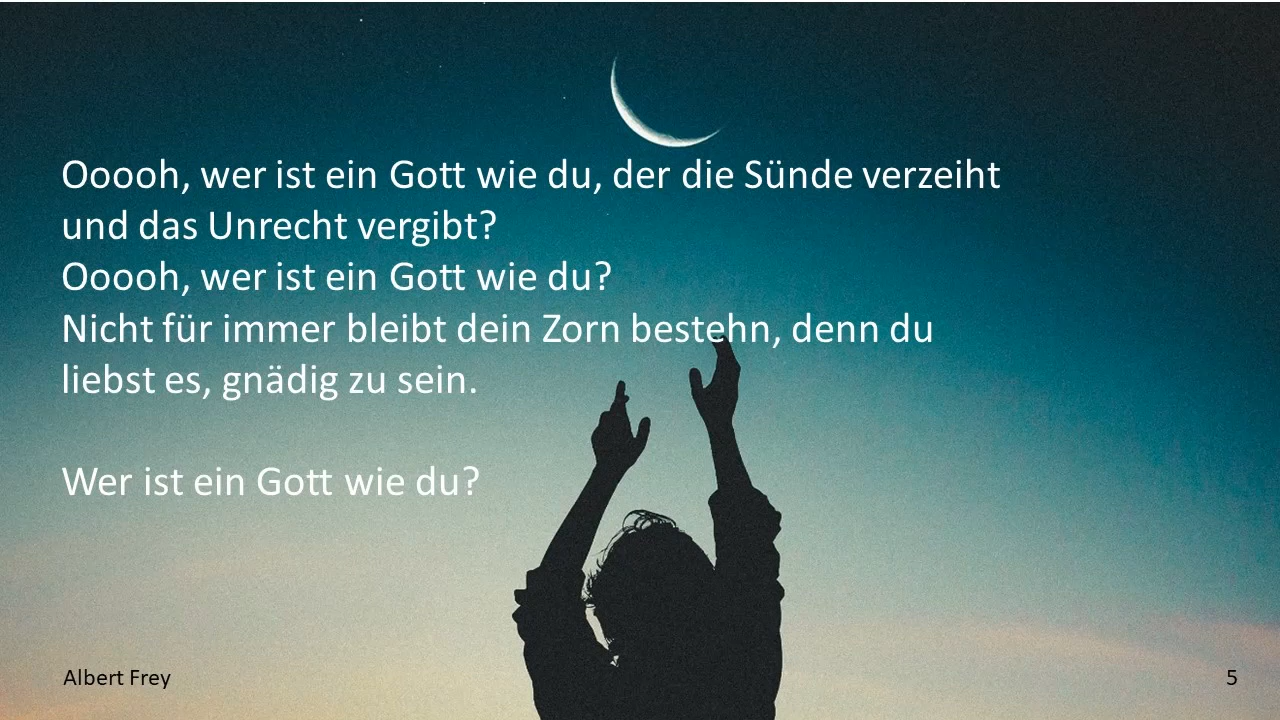 Ooooh, wer ist ein Gott wie du, der die Sünde verzeiht
und das Unrecht vergibt?
Ooooh, wer ist ein Gott wie du?
Nicht für immer bleibt dein Zorn bestehn, denn du
liebst es, gnädig zu sein.
Wer ist ein Gott wie du?
Albert Frey
5